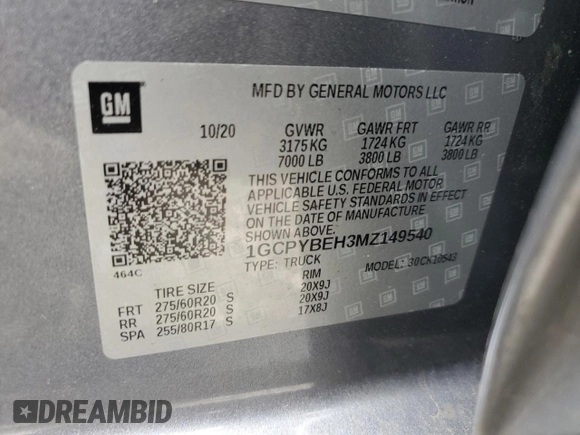 GM
MFD BY GENERAL MOTORS LLC
10/20 GVWR GAWR FRT GAWR RR
3175 KG 1724 KG 1724 KG
7000 LB 3800 LB 3800 LB
THIS VEHICLE CONFORMS TO ALL
APPLICABLE U.S. FEDERAL MOTOR
VEHICLE SAFETY STANDARDS IN EFFECT
ON THE DATE OF MANUFACTURE
1GCPYBEH3MZ149540
TYPE: TRUCK MODEL: CK10543
464C
TIRE SIZE RIM
FRT 275/60R20 S 20X9J
RR 275/60R20 S 20X9J
SPA 255/80R17 S 17X8J
DREAMBID